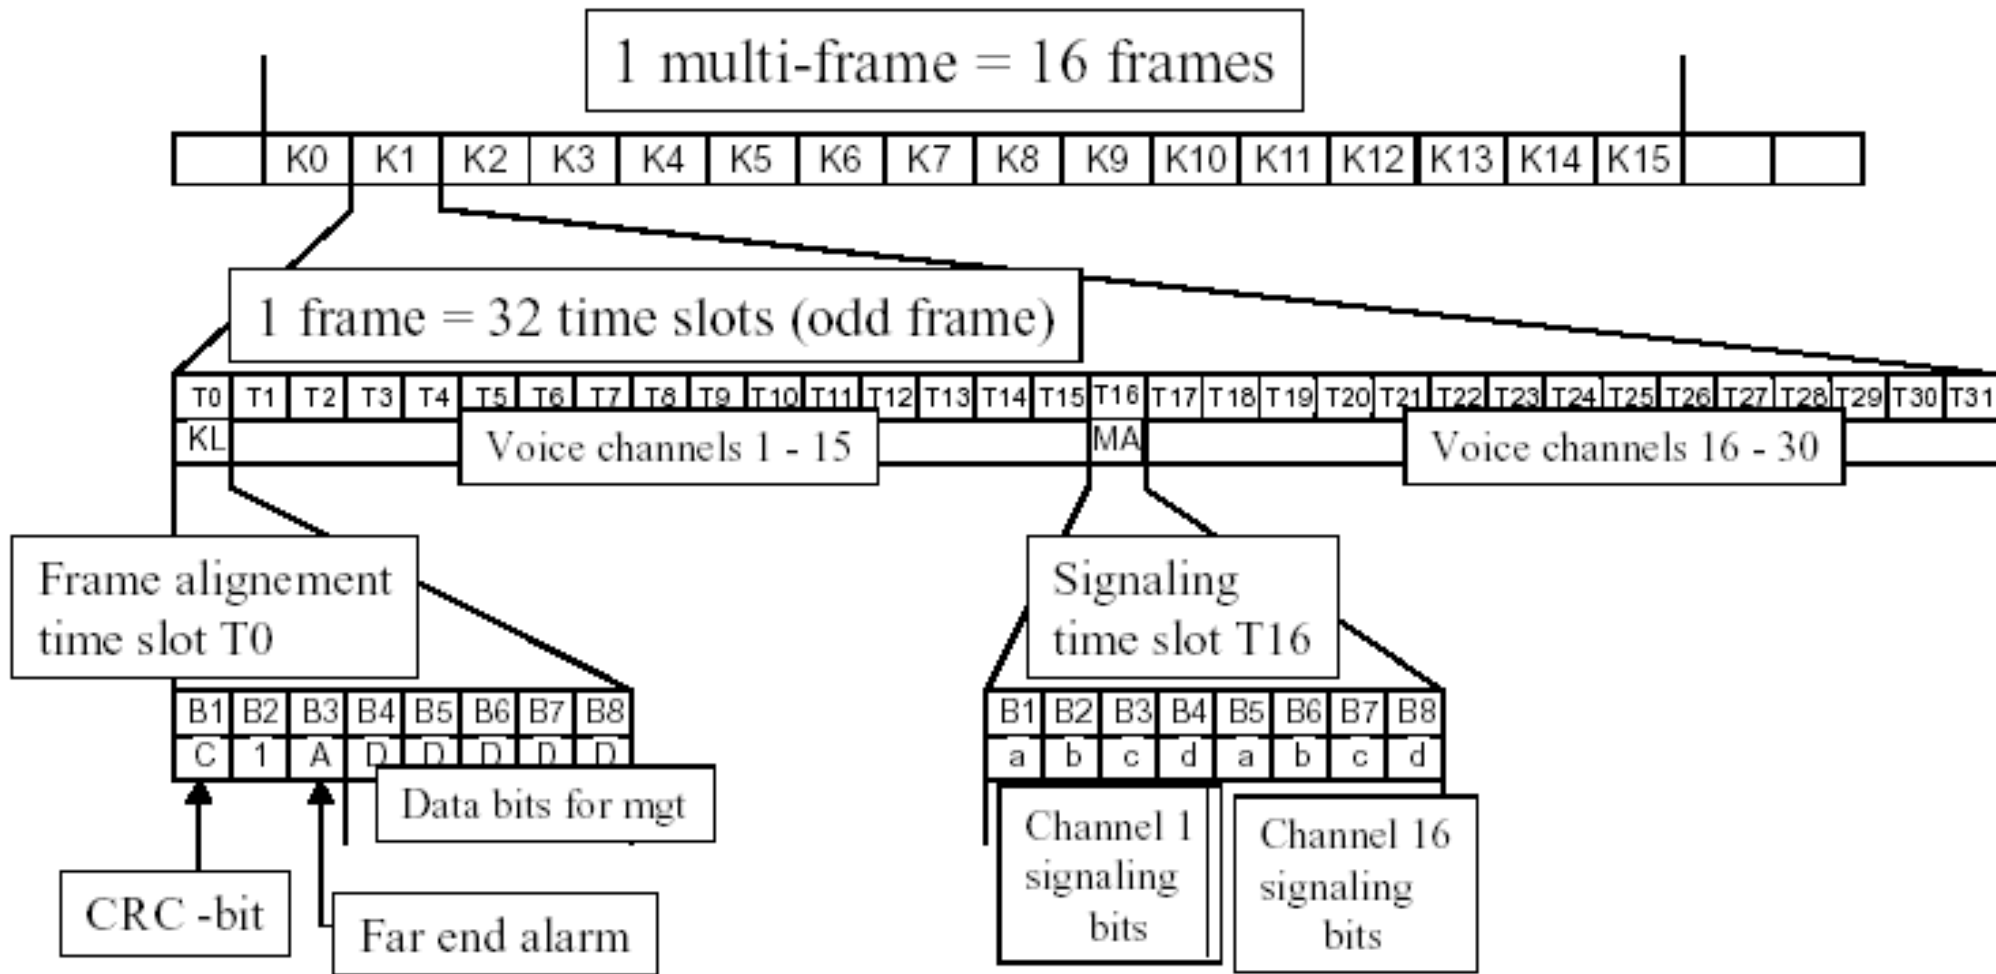 1 multi-frame = 16 frames
K0 K1 K2 K3 K4 K5 K6 K7 K8 K9 K10 K11 K12 K13 K14 K15
1 frame = 32 time slots (odd frame)
T0 T1 T2 T3 T4 T5 T6 T7 T8 T9 T10 T11 T12 T13 T14 T15 T16 T17 T18 T19 T20 T21 T22 T23 T24 T25 T26 T27 T28 T29 T30 T31
KL Voice channels 1 - 15 MA Voice channels 16 - 30
Frame alignement
time slot T0
Signaling
time slot T16
B1 B2 B3 B4 B5 B6 B7 B8
C 1 A D D D D D
Data bits for mgt
CRC -bit
Far end alarm
B1 B2 B3 B4 B5 B6 B7 B8
a b c d a b c d
Channel 1
signaling
bits
Channel 16
signaling
bits